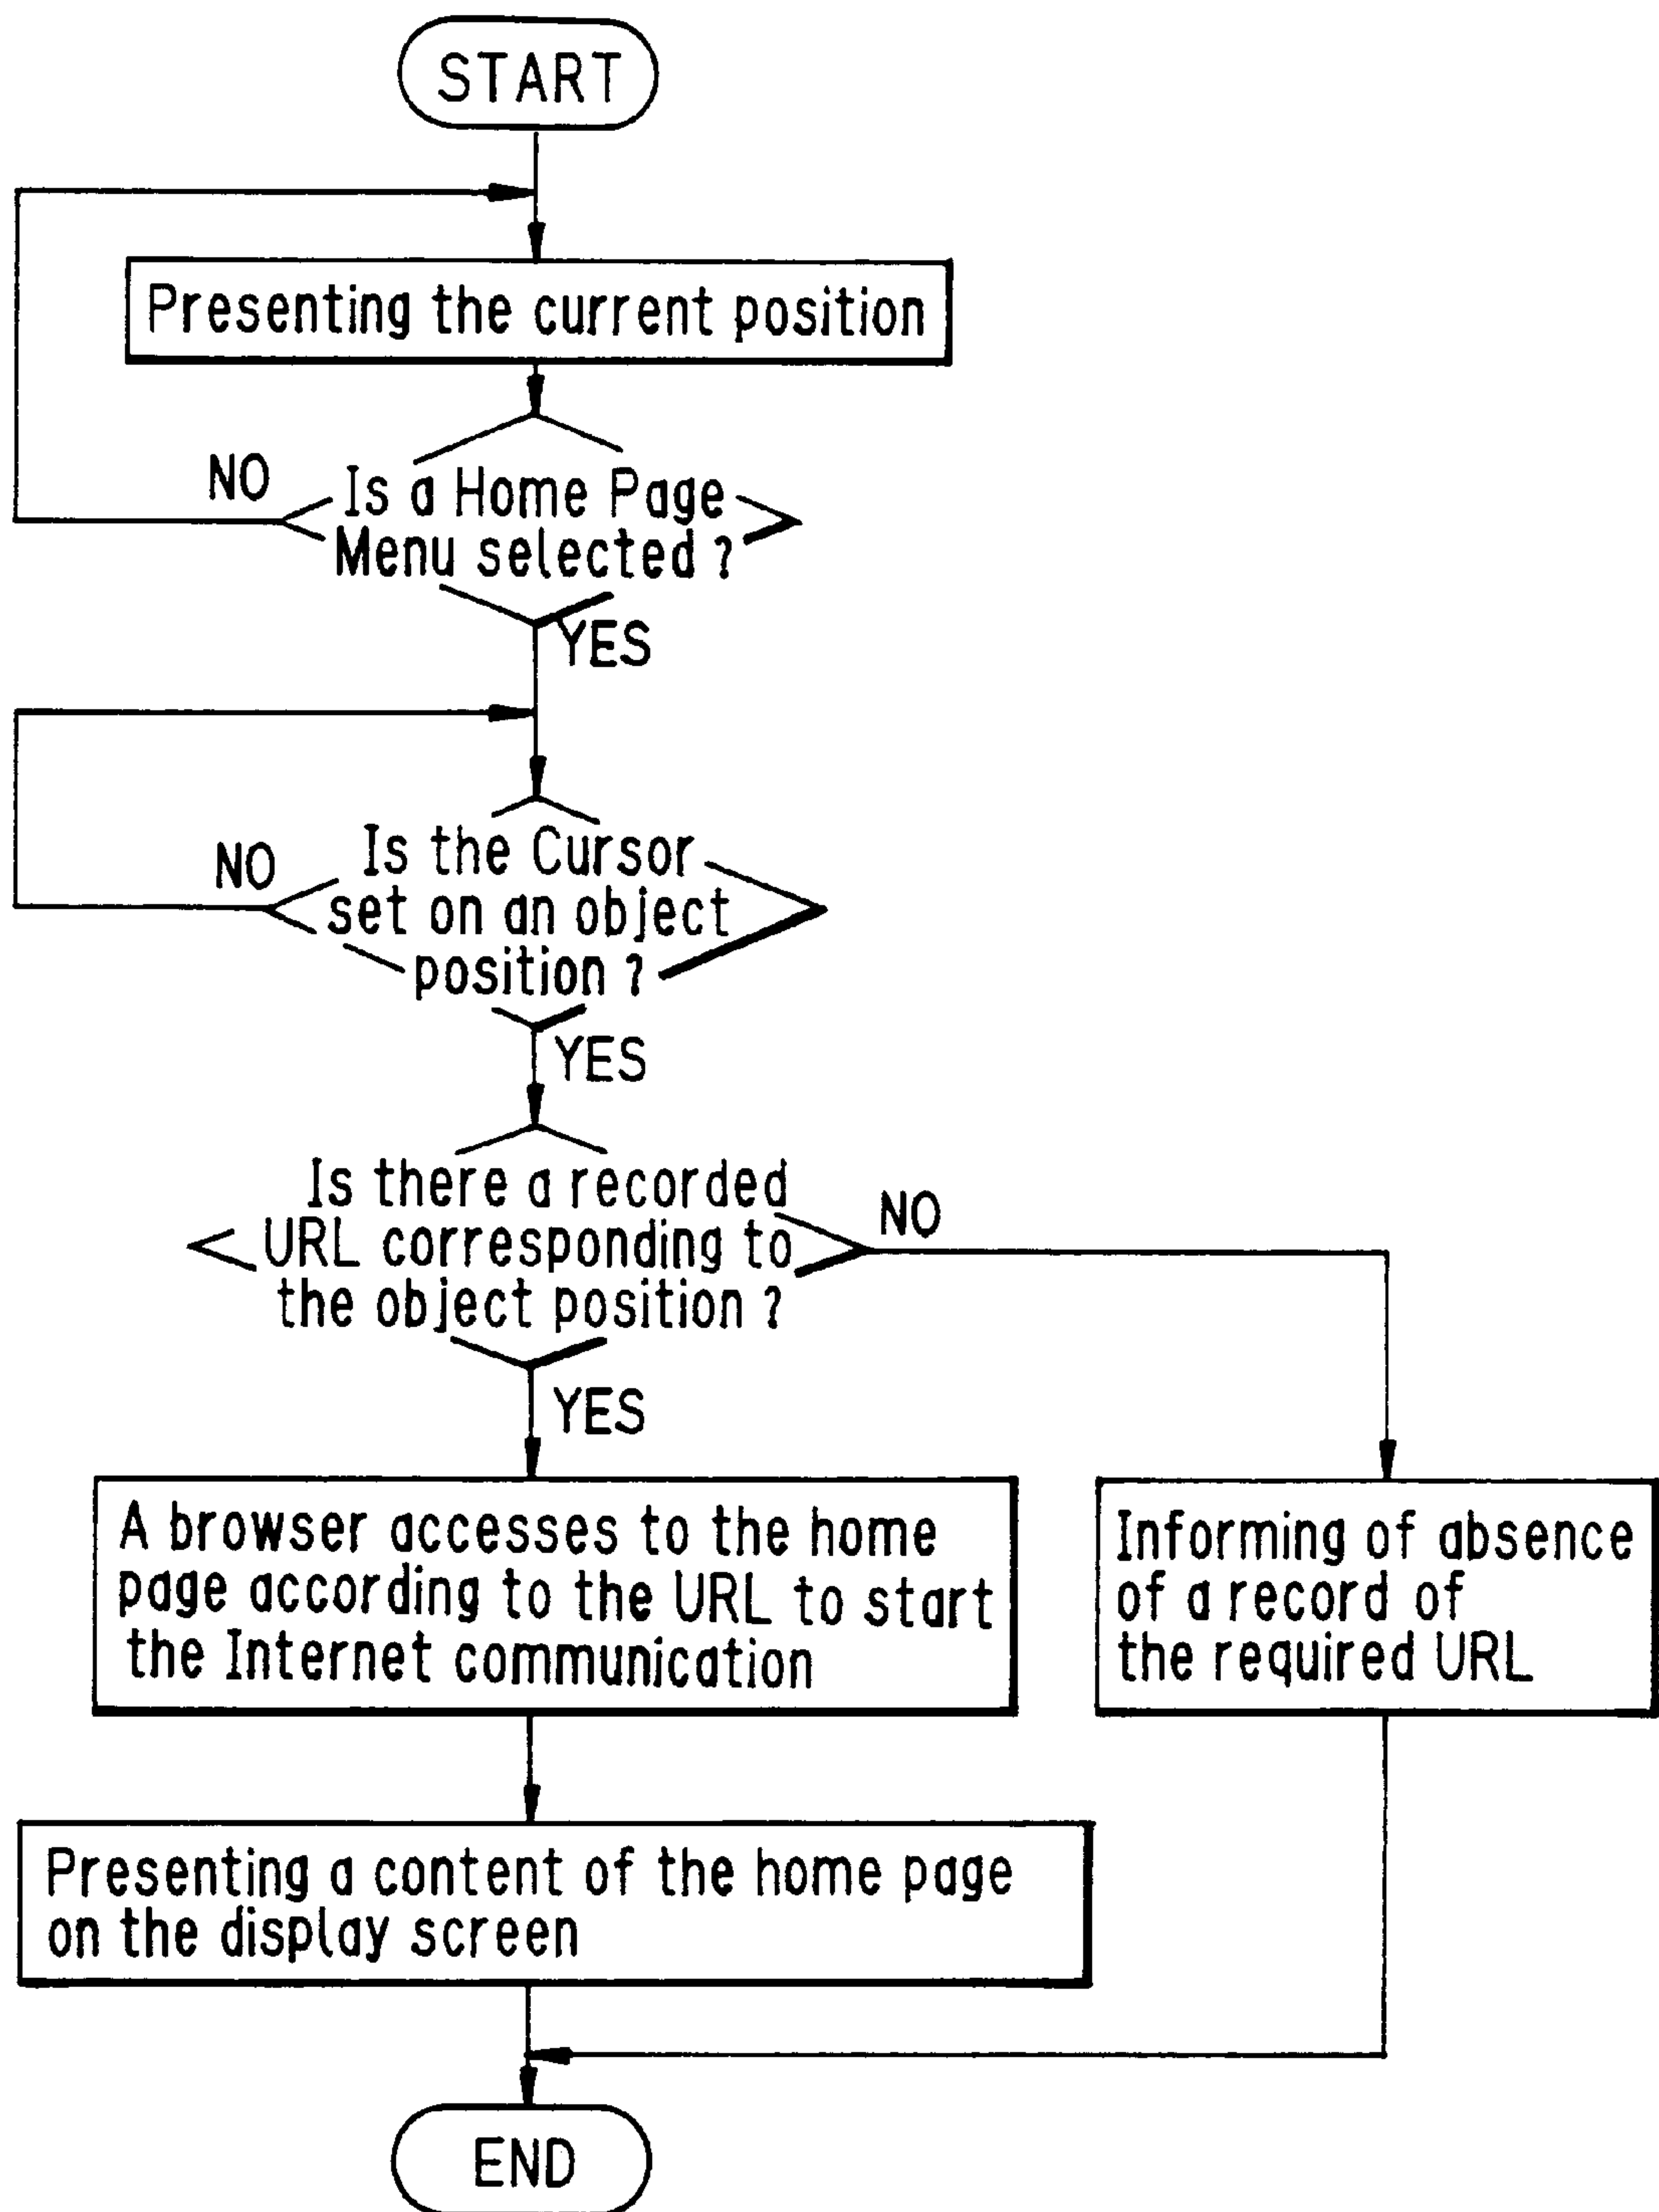 START
Presenting the current position
NO
Is a Home Page
Menu selected ?
YES
NO
Is the Cursor
set on an object
position ?
YES
Is there a recorded
URL corresponding to
the object position ?
NO
YES
A browser accesses to the home
page according to the URL to start
the Internet communication
Informing of absence
of a record of
the required URL
Presenting a content of the home page
on the display screen
END